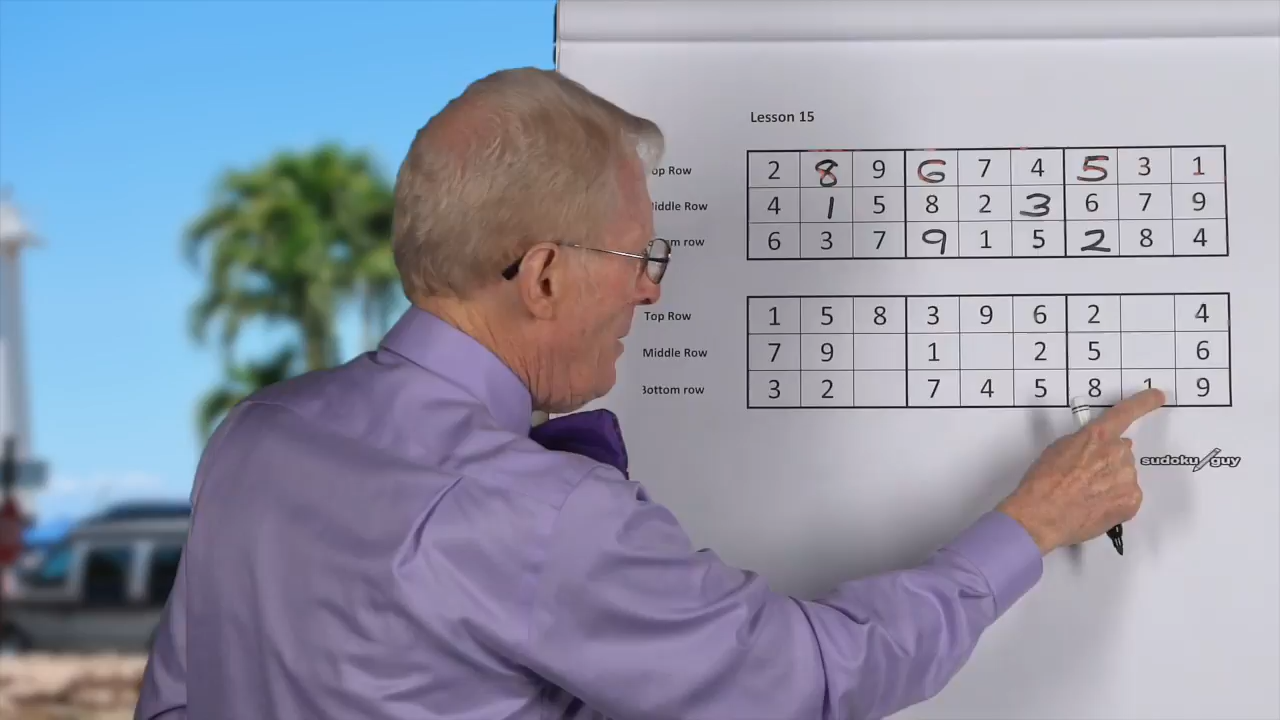 Lesson 15
op Row 2 8 9 6 7 4 5 3 1
iddle Row 4 1 5 8 2 3 6 7 9
m row 6 3 7 9 1 5 2 8 4
Top Row 1 5 8 3 9 6 2 4
Middle Row 7 9 1 2 5 6
Bottom row 3 2 7 4 5 8 1 9
sudoku guy